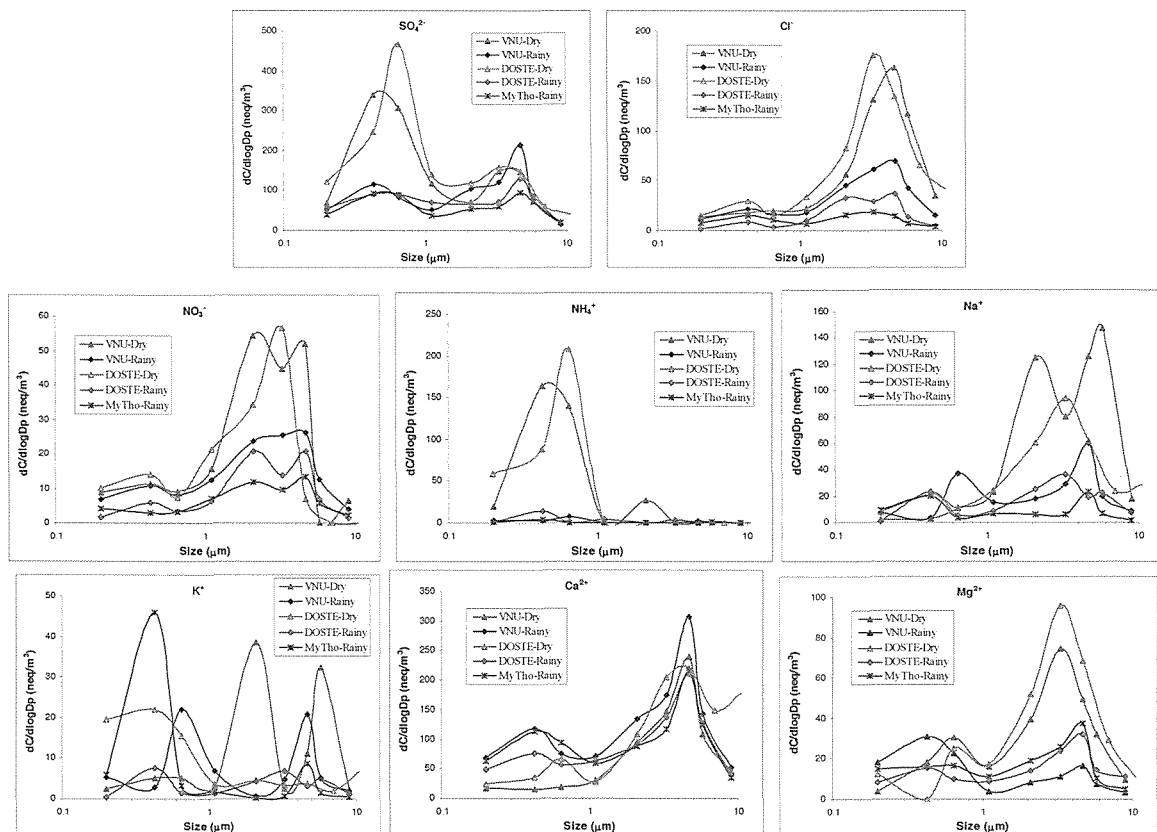 SO₄²⁻
500
400
300
200
100
0
dC/dlogDp (neq/m³)
0.1
1
10
Size (μm)
VNU-Dry
VNU-Rainy
DOSTE-Dry
DOSTE-Rainy
MyTho-Rainy
Cl⁻
200
150
100
50
0
dC/dlogDp (neq/m³)
0.1
1
10
Size (μm)
VNU-Dry
VNU-Rainy
DOSTE-Dry
DOSTE-Rainy
MyTho-Rainy
NO₃⁻
60
50
40
30
20
10
0
dC/dlogDp (neq/m³)
0.1
1
10
Size (μm)
VNU-Dry
VNU-Rainy
DOSTE-Dry
DOSTE-Rainy
MyTho-Rainy
NH₄⁺
250
200
150
100
50
0
dC/dlogDp (neq/m³)
0.1
1
10
Size (μm)
VNU-Dry
VNU-Rainy
DOSTE-Dry
DOSTE-Rainy
MyTho-Rainy
Na⁺
160
140
120
100
80
60
40
20
0
dC/dlogDp (neq/m³)
0.1
1
10
Size (μm)
VNU-Dry
VNU-Rainy
DOSTE-Dry
DOSTE-Rainy
MyTho-Rainy
K⁺
50
40
30
20
10
0
dC/dlogDp (neq/m³)
0.1
1
10
Size (μm)
VNU-Dry
VNU-Rainy
DOSTE-Dry
DOSTE-Rainy
MyTho-Rainy
Ca²⁺
350
300
250
200
150
100
50
0
dC/dlogDp (neq/m³)
0.1
1
10
Size (μm)
VNU-Dry
VNU-Rainy
DOSTE-Dry
DOSTE-Rainy
MyTho-Rainy
Mg²⁺
100
80
60
40
20
0
dC/dlogDp (neq/m³)
0.1
1
10
Size (μm)
VNU-Dry
VNU-Rainy
DOSTE-Dry
DOSTE-Rainy
MyTho-Rainy